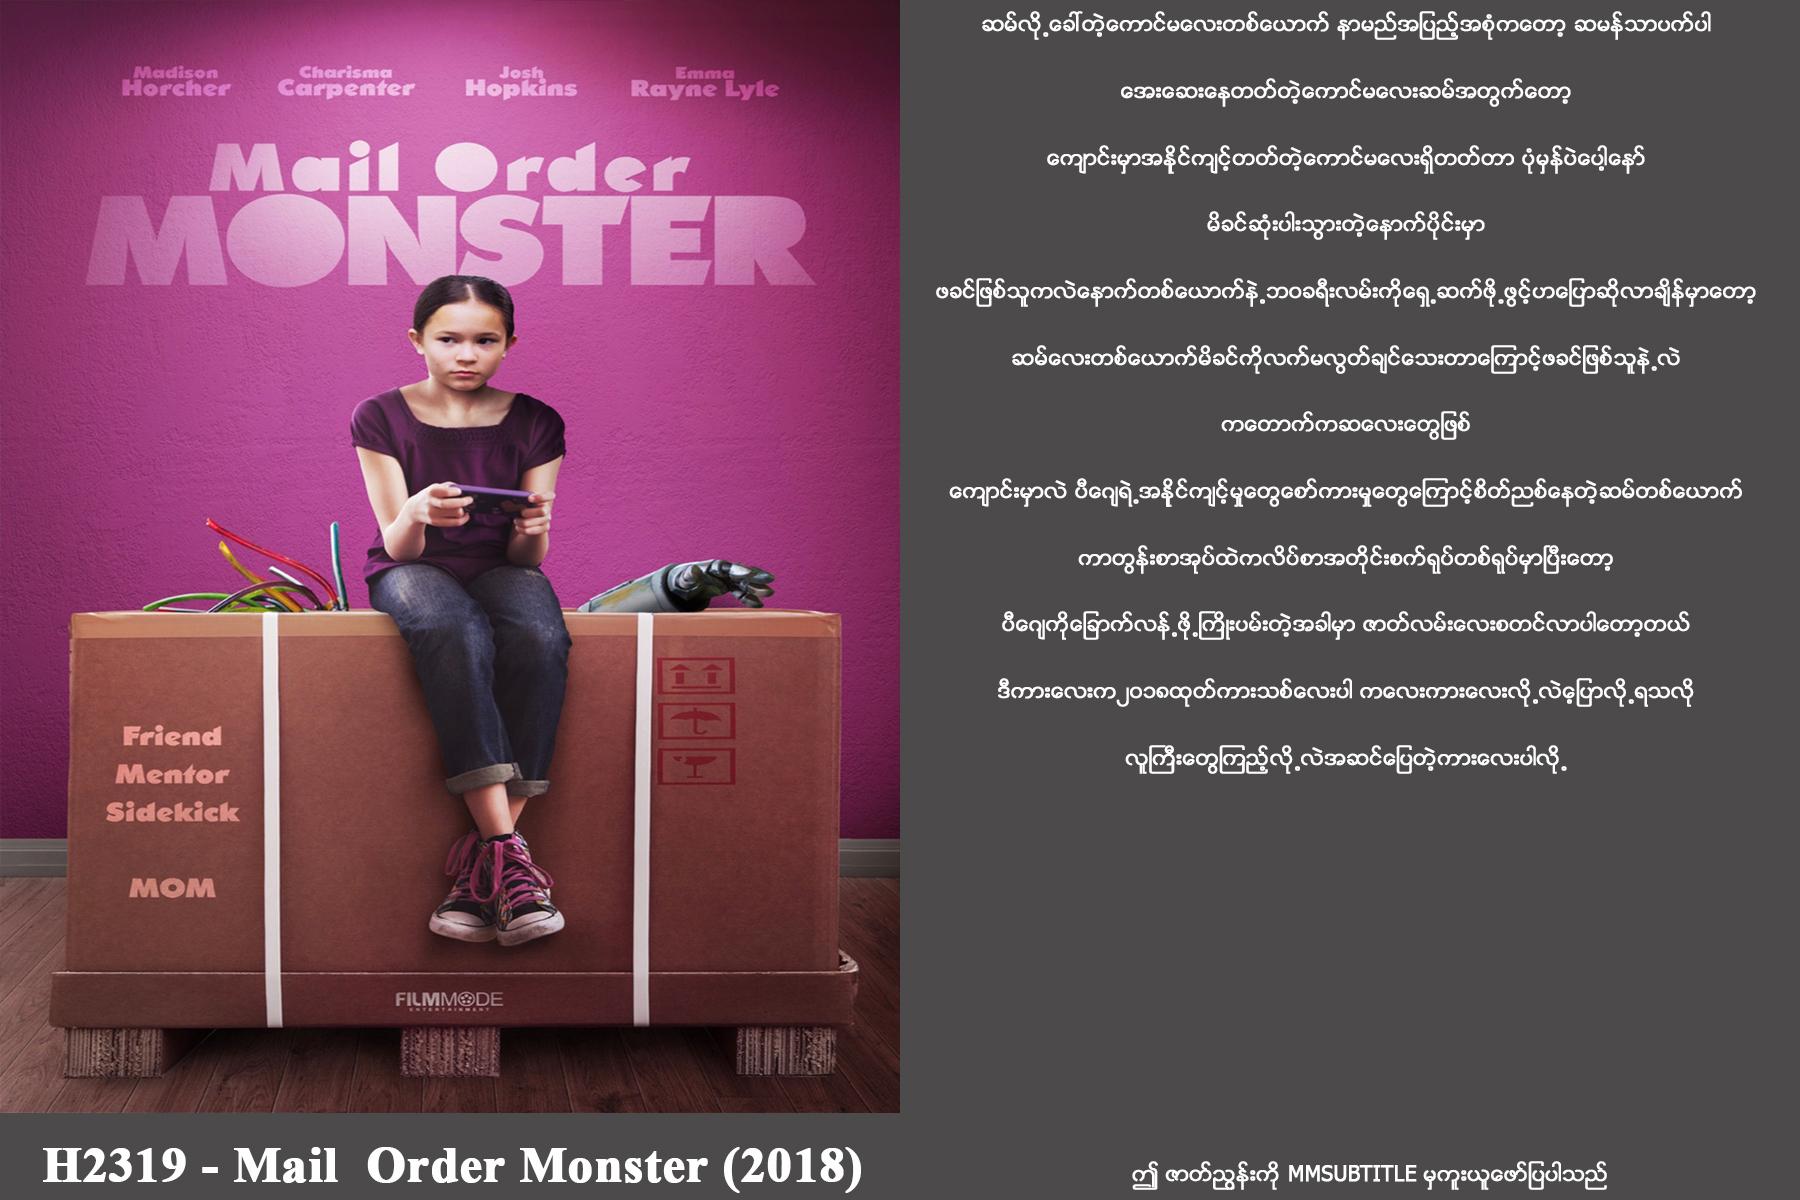 Madison Horcher
Charisma Carpenter
Josh Hopkins
Emma Rayne Lyle
Mail Order
MONSTER
Friend
Mentor
Sidekick
MOM
FILMMODE
ENTERTAINMENT
H2319 - Mail Order Monster (2018)
ဆမ်လို့ခေါ်တဲ့ကောင်မလေးတစ်ယောက် နာမည်အပြည့်အစုံကတော့ ဆမန်သာပက်ပါ
အေးဆေးနေတတ်တဲ့ကောင်မလေးဆမ်အတွက်တော့
ကျောင်းမှာအနိုင်ကျင့်တတ်တဲ့ကောင်မလေးရှိတတ်တာ ပုံမှန်ပဲပေါ့နော်
မိခင်ဆုံးပါးသွားတဲ့နောက်ပိုင်းမှာ
ဖခင်ဖြစ်သူကလဲနောက်တစ်ယောက်နဲ့ဘဝခရီးလမ်းကိုရှေ့ဆက်ဖို့ဖွင့်ဟပြောဆိုလာချိန်မှာတော့
ဆမ်လေးတစ်ယောက်မိခင်ကိုလက်မလွတ်ချင်သေးတာကြောင့်ဖခင်ဖြစ်သူနဲ့လဲ
ကတောက်ကဆလေးတွေဖြစ်
ကျောင်းမှာလဲ ပီဂျေရဲ့အနိုင်ကျင့်မှုတွေစော်ကားမှုတွေကြောင့်စိတ်ညစ်နေတဲ့ဆမ်တစ်ယောက်
ကာတွန်းစာအုပ်ထဲကလိပ်စာအတိုင်းစက်ရုပ်တစ်ရုပ်မှာပြီးတော့
ပီဂျေကိုခြောက်လန့်ဖို့ကြိုးပမ်းတဲ့အခါမှာ ဇာတ်လမ်းလေးစတင်လာပါတော့တယ်
ဒီကားလေးက၂၀၁၈ထုတ်ကားသစ်လေးပါ ကလေးကားလေးလို့လဲပြောလို့ရသလို
လူကြီးတွေကြည့်လို့လဲအဆင်ပြေတဲ့ကားလေးပါလို့
ဤ ဇာတ်ညွှန်းကို MMSUBTITLE မှကူးယူဖော်ပြပါသည်